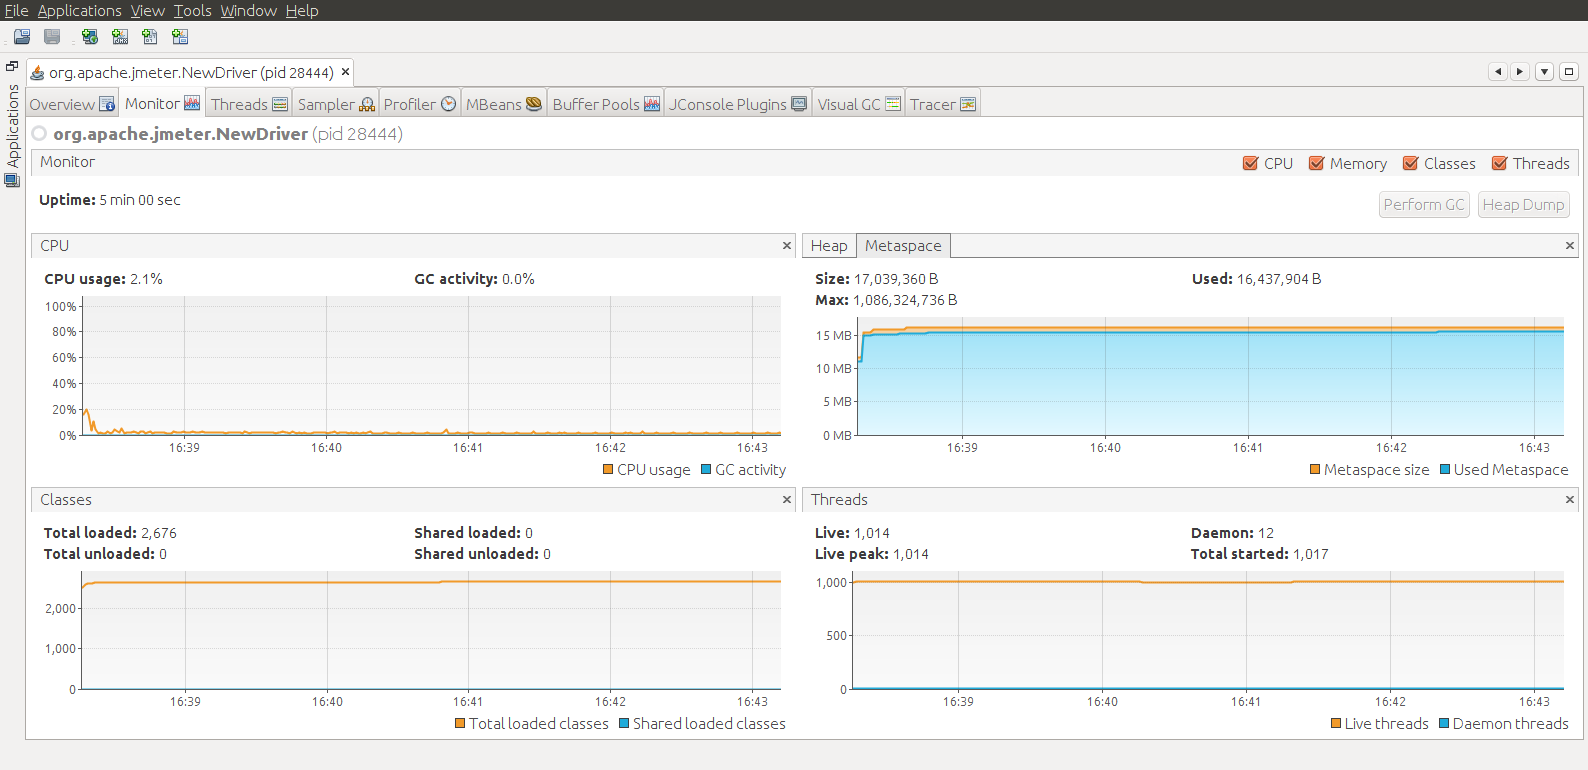 File Applications View Tools Window Help
Applications
org.apache.jmeter.NewDriver (pid 28444)
Overview Monitor Threads Sampler Profiler MBeans Buffer Pools JConsole Plugins Visual GC Tracer
org.apache.jmeter.NewDriver (pid 28444)
Monitor CPU Memory Classes Threads
Uptime: 5 min 00 sec Perform GC Heap Dump
CPU
CPU usage: 2.1% GC activity: 0.0%
100%
80%
60%
40%
20%
0%
16:39 16:40 16:41 16:42 16:43
CPU usage GC activity
Heap Metaspace
Size: 17,039,360 B Used: 16,437,904 B
Max: 1,086,324,736 B
15 MB
10 MB
5 MB
0 MB
16:39 16:40 16:41 16:42 16:43
Metaspace size Used Metaspace
Classes
Total loaded: 2,676 Shared loaded: 0
Total unloaded: 0 Shared unloaded: 0
2,000
1,000
0
16:39 16:40 16:41 16:42 16:43
Total loaded classes Shared loaded classes
Threads
Live: 1,014 Daemon: 12
Live peak: 1,014 Total started: 1,017
1,000
500
0
16:39 16:40 16:41 16:42 16:43
Live threads Daemon threads